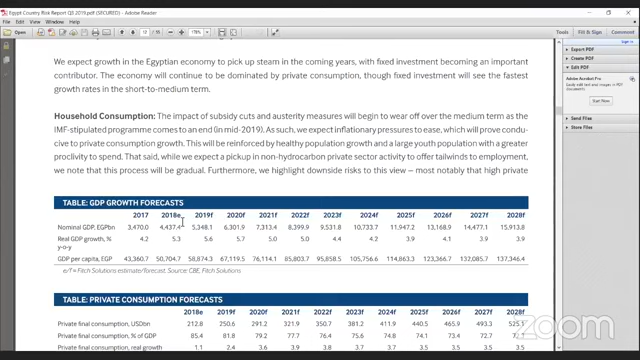 Egypt Country Risk Report Q3 2019.pdf (SECURED) - Adobe Reader
File Edit View Window Help
Open 12 / 55 178% Tools Fill & Sign Comment
Sign In
Export PDF
Create PDF
Edit PDF
Adobe Acrobat Pro
Easily edit text and images in PDF documents
Start Now
Send Files
Store Files
We expect growth in the Egyptian economy to pick up steam in the coming years, with fixed investment becoming an important
contributor. The economy will continue to be dominated by private consumption, though fixed investment will see the fastest
growth rates in the short-to-medium term.
Household Consumption: The impact of subsidy cuts and austerity measures will begin to wear off over the medium term as the
IMF-stipulated programme comes to an end (in mid-2019). As such, we expect inflationary pressures to ease, which will prove condu-
cive to private consumption growth. This will be reinforced by healthy population growth and a large youth population with a greater
proclivity to spend. That said, while we expect a pickup in non-hydrocarbon private sector activity to offer tailwinds to employment,
we note that this process will be gradual. Furthermore, we highlight downside risks to this view – most notably that high private
TABLE: GDP GROWTH FORECASTS
2017 2018e 2019f 2020f 2021f 2022f 2023f 2024f 2025f 2026f 2027f 2028f
Nominal GDP, EGPbn 3,470.0 4,437.4 5,348.1 6,301.9 7,313.4 8,399.9 9,531.8 10,733.7 11,947.2 13,168.9 14,477.1 15,913.8
Real GDP growth, % 4.2 5.3 5.6 5.7 5.0 5.0 4.4 4.2 3.9 4.1 3.9 3.9
y-o-y
GDP per capita, EGP 43,360.7 50,704.7 58,874.3 67,119.5 76,114.1 85,803.7 95,858.5 105,756.6 114,863.3 123,366.9 132,085.7 137,346.4
e/f = Fitch Solutions estimate/forecast. Source: CBE, Fitch Solutions
TABLE: PRIVATE CONSUMPTION FORECASTS
2018e 2019f 2020f 2021f 2022f 2023f 2024f 2025f 2026f 2027f 2028f
Private final consumption, USDbn 212.8 250.6 291.2 321.9 350.7 381.2 411.9 440.5 465.9 493.3 525.1
Private final consumption, % of GDP 85.4 81.8 79.2 77.7 76.4 75.6 74.8 74.1 73.4 72.7
Private final consumption, real growth 1.1 2.4 3.6 3.9 3.8 3.7 3.5 3.5 3.5
zoom